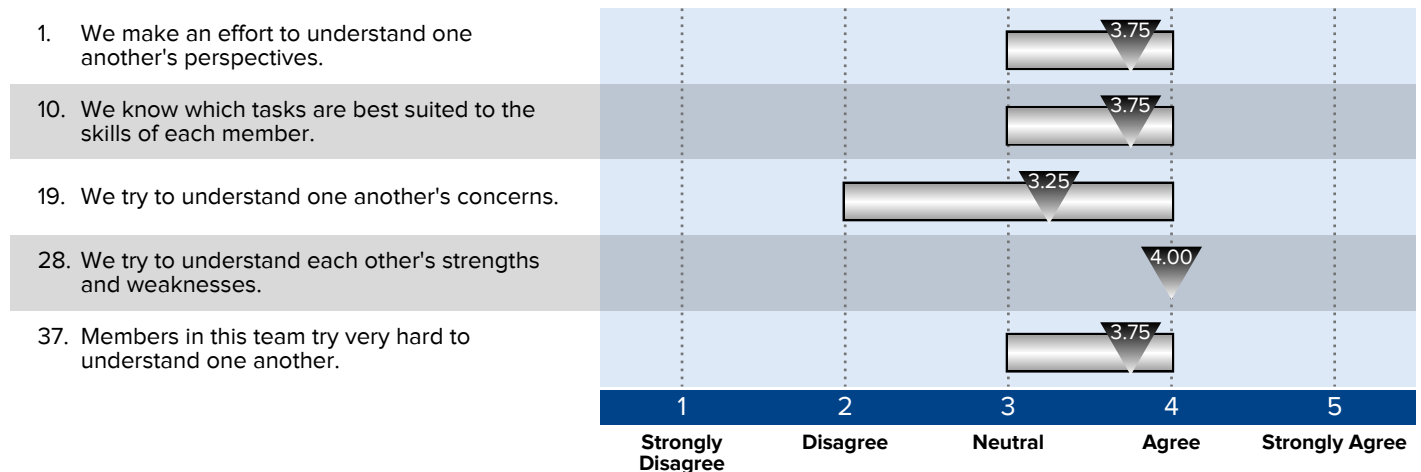 1. We make an effort to understand one
another's perspectives.
3.75
10. We know which tasks are best suited to the
skills of each member.
3.75
19. We try to understand one another's concerns.
3.25
28. We try to understand each other's strengths
and weaknesses.
4.00
37. Members in this team try very hard to
understand one another.
3.75
1 2 3 4 5
Strongly Disagree Neutral Agree Strongly Agree
Disagree